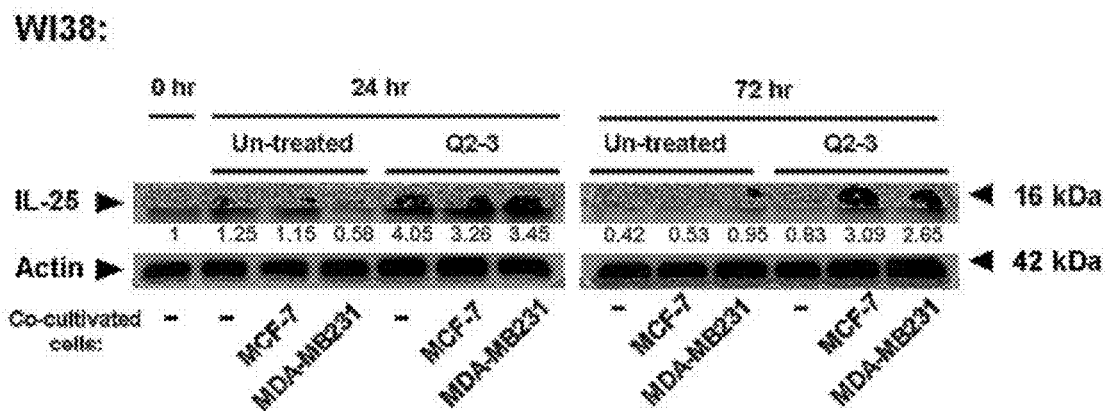 WI38:
0 hr 24 hr 72 hr
Un-treated Q2-3 Un-treated Q2-3
IL-25 16 kDa
1 1.25 1.15 0.58 4.05 3.26 3.45 0.42 0.53 0.95 0.83 3.09 2.65
Actin 42 kDa
Co-cultivated cells: - - MCF-7 MDA-MB231 - MCF-7 MDA-MB231 - MCF-7 MDA-MB231 - MCF-7 MDA-MB231